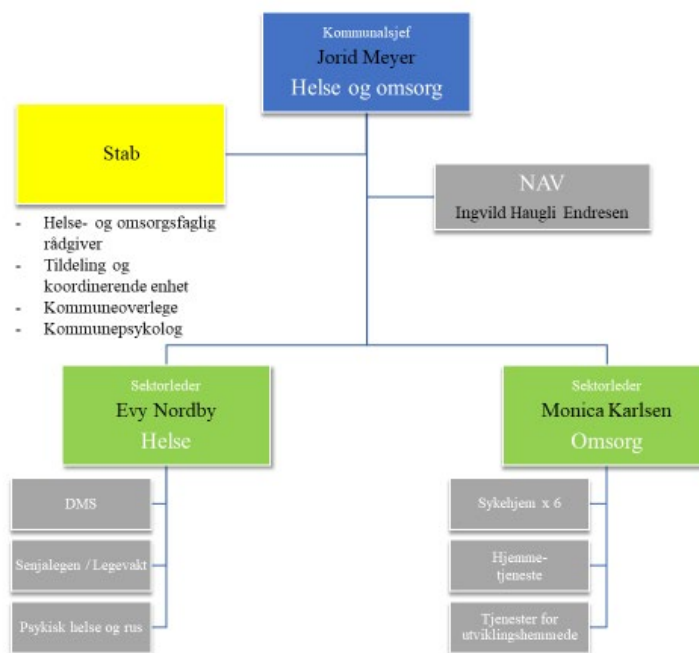 Kommunalsjef
Jorid Meyer
Helse og omsorg
Stab
- Helse- og omsorgsfaglig
rådgiver
- Tildeling og
koordinerende enhet
- Kommuneoverlege
- Kommunepsykolog
NAV
Ingvild Haugli Endresen
Sektorleder
Evy Nordby
Helse
DMS
Senjalegen / Legevakt
Psykisk helse og rus
Sektorleder
Monica Karlsen
Omsorg
Sykehjem x 6
Hjemme-
tjeneste
Tjenester for
utviklingshemmede